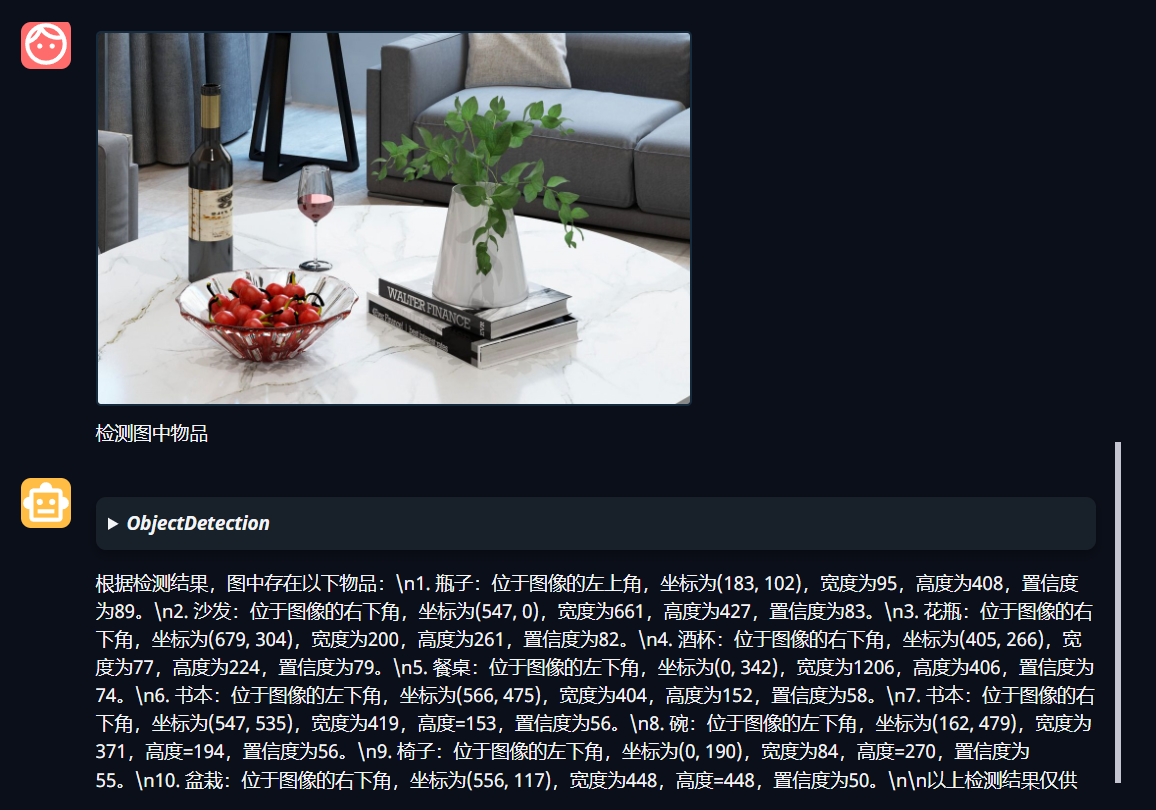 WALTER FINANCE
检测图中物品
ObjectDetection
根据检测结果，图中存在以下物品：\n1. 瓶子：位于图像的左上角，坐标为(183, 102)，宽度为95，高度为408，置信度
为89。\n2. 沙发：位于图像的右下角，坐标为(547, 0)，宽度为661，高度为427，置信度为83。\n3. 花瓶：位于图像的右
下角，坐标为(679, 304)，宽度为200，高度为261，置信度为82。\n4. 酒杯：位于图像的右下角，坐标为(405, 266)，宽
度为77，高度为224，置信度为79。\n5. 餐桌：位于图像的左下角，坐标为(0, 342)，宽度为1206，高度为406，置信度为
74。\n6. 书本：位于图像的左下角，坐标为(566, 475)，宽度为404，高度为152，置信度为58。\n7. 书本：位于图像的右
下角，坐标为(547, 535)，宽度为419，高度=153，置信度为56。\n8. 碗：位于图像的左下角，坐标为(162, 479)，宽度为
371，高度=194，置信度为56。\n9. 椅子：位于图像的左下角，坐标为(0, 190)，宽度为84，高度=270，置信度为
55。\n10. 盆栽：位于图像的右下角，坐标为(556, 117)，宽度为448，高度=448，置信度为50。\n\n以上检测结果仅供